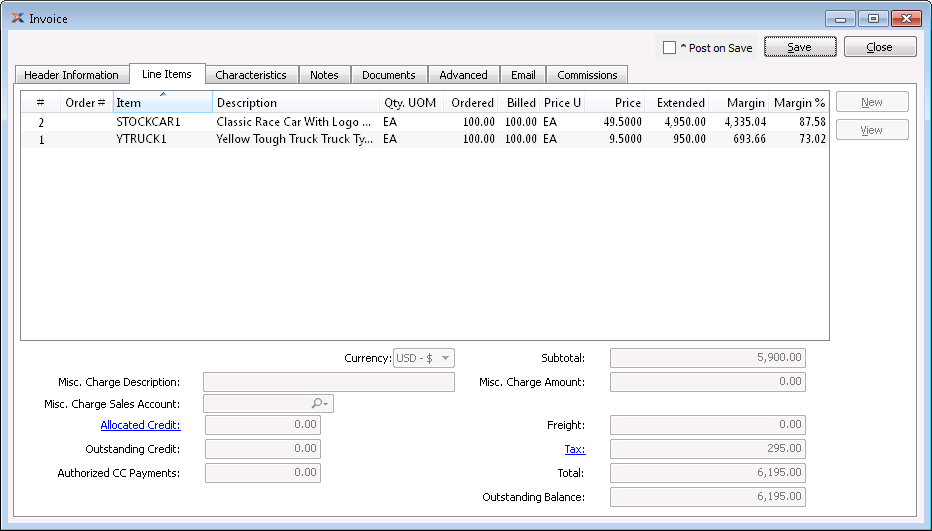 Invoice
^ Post on Save Save Close
Header Information Line Items Characteristics Notes Documents Advanced Email Commissions
# Order # Item Description Qty. UOM Ordered Billed Price U Price Extended Margin Margin % New
2 STOCKCAR1 Classic Race Car With Logo ... EA 100.00 100.00 EA 49.5000 4,950.00 4,335.04 87.58 View
1 YTRUCK1 Yellow Tough Truck Truck Ty... EA 100.00 100.00 EA 9.5000 950.00 693.66 73.02
Currency: USD - $ Subtotal: 5,900.00
Misc. Charge Description: Misc. Charge Amount: 0.00
Misc. Charge Sales Account:
Allocated Credit: 0.00 Freight: 0.00
Outstanding Credit: 0.00 Tax: 295.00
Authorized CC Payments: 0.00 Total: 6,195.00
Outstanding Balance: 6,195.00